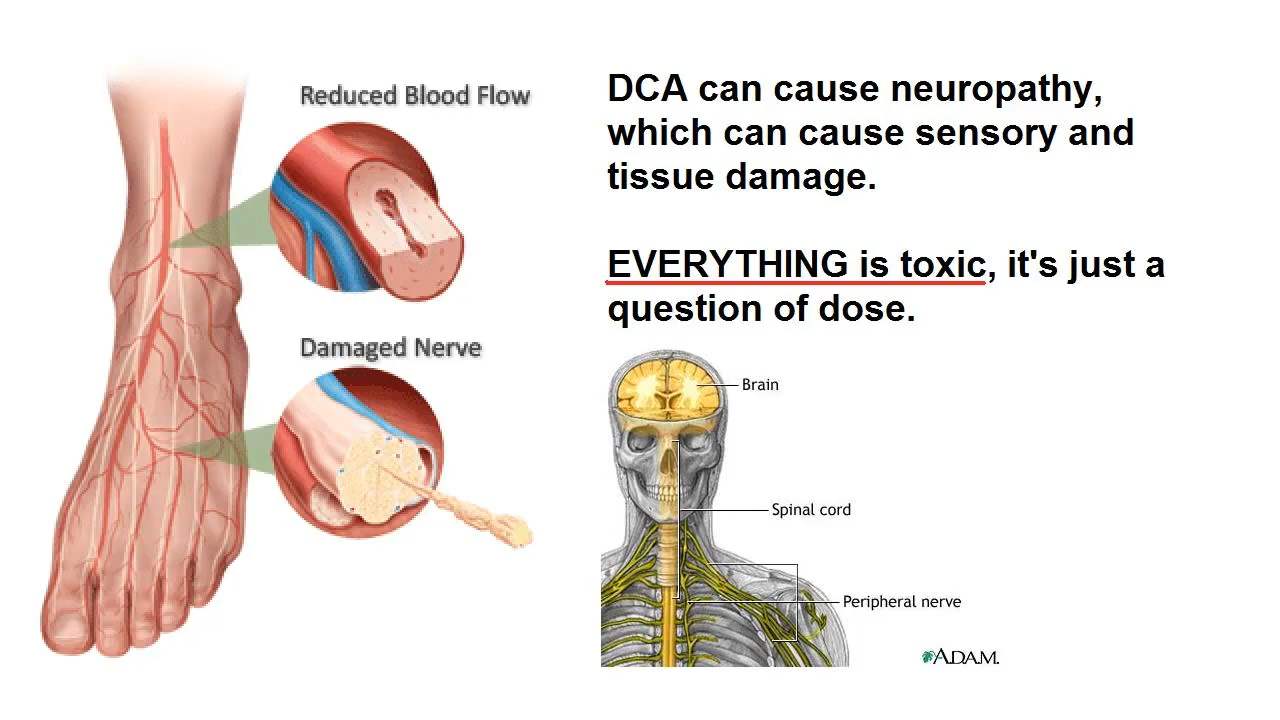 Reduced Blood Flow
Damaged Nerve
DCA can cause neuropathy,
which can cause sensory and
tissue damage.
EVERYTHING is toxic, it's just a
question of dose.
Brain
Spinal cord
Peripheral nerve
A.D.A.M.